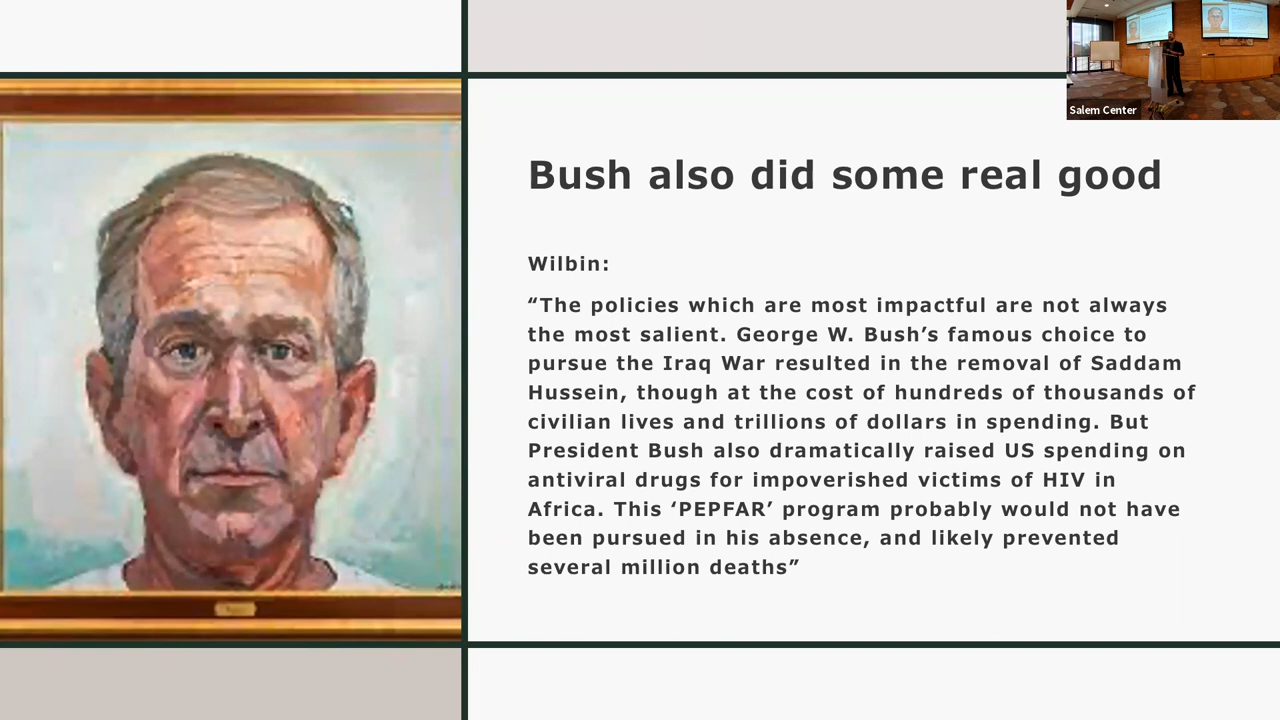 Salem Center
Bush also did some real good
Wilbin:
“The policies which are most impactful are not always
the most salient. George W. Bush’s famous choice to
pursue the Iraq War resulted in the removal of Saddam
Hussein, though at the cost of hundreds of thousands of
civilian lives and trillions of dollars in spending. But
President Bush also dramatically raised US spending on
antiviral drugs for impoverished victims of HIV in
Africa. This ‘PEPFAR’ program probably would not have
been pursued in his absence, and likely prevented
several million deaths”